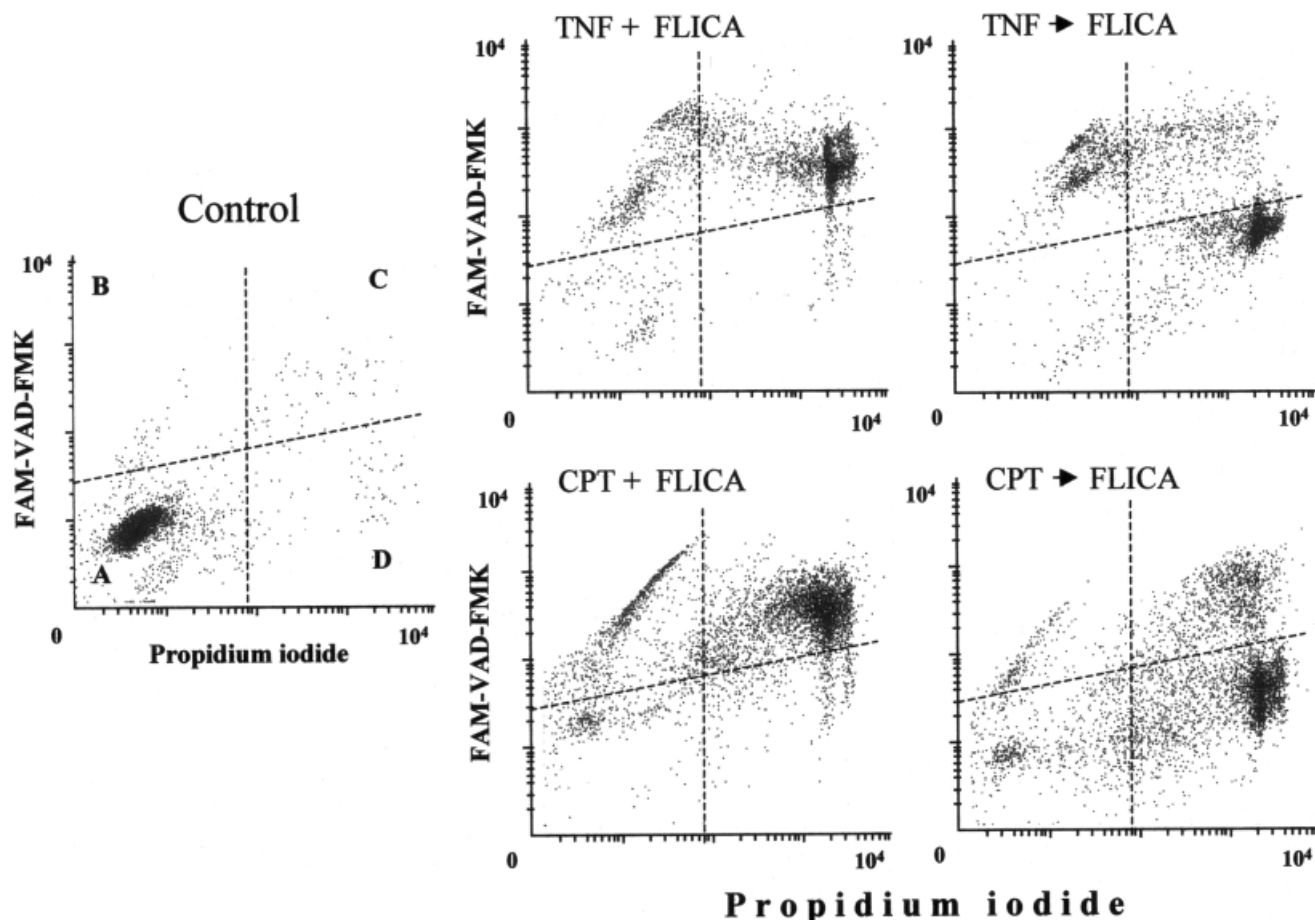 Control
10⁴
FAM-VAD-FMK
A
B
C
D
0
10⁴
Propidium iodide
TNF + FLICA
10⁴
FAM-VAD-FMK
0
10⁴
TNF → FLICA
10⁴
0
10⁴
CPT + FLICA
10⁴
FAM-VAD-FMK
0
10⁴
CPT → FLICA
10⁴
0
10⁴
Propidium iodide